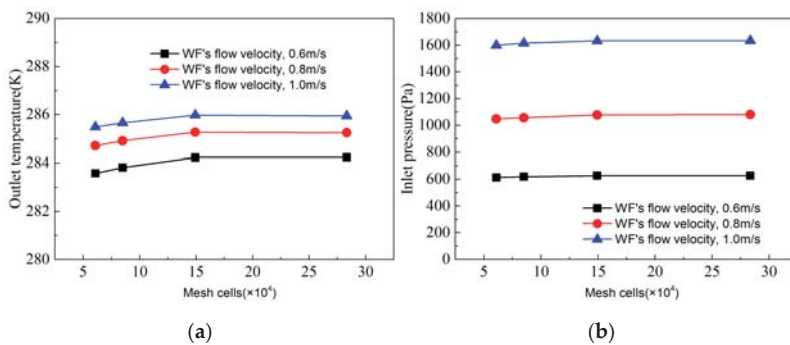 290
288
286
284
282
280
Outlet temperature(K)
WF's flow velocity, 0.6m/s
WF's flow velocity, 0.8m/s
WF's flow velocity, 1.0m/s
5 10 15 20 25 30
Mesh cells(×10⁴)
(a)
1800
1600
1400
1200
1000
800
600
400
200
0
Inlet pressure(Pa)
WF's flow velocity, 0.6m/s
WF's flow velocity, 0.8m/s
WF's flow velocity, 1.0m/s
5 10 15 20 25 30
Mesh cells(×10⁴)
(b)